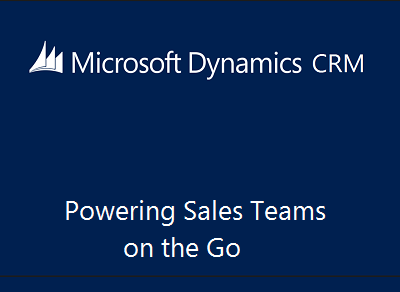 Microsoft Dynamics CRM
Powering Sales Teams
on the Go